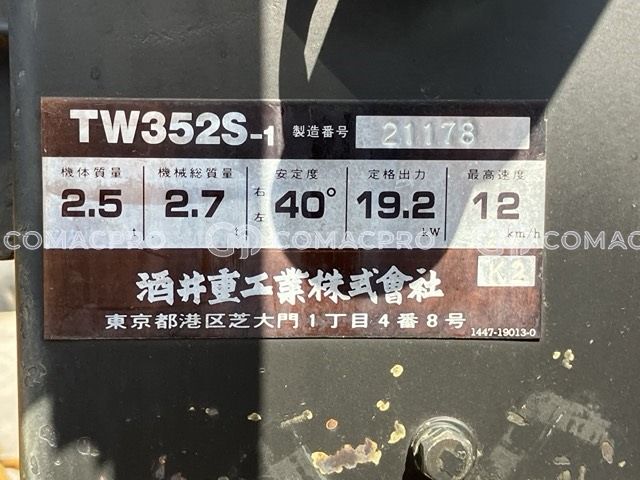 TW352S-1 製造番号 21178
機体質量 機械総質量 安定度 定格出力 最高速度
2.5 t 2.7 t 右左 40° 19.2 kW 12 km/h
COMACPRO COMACPRO COMACPRO
K2
酒井重工業株式會社
東京都港区芝大門1丁目4番8号
1447-19013-0